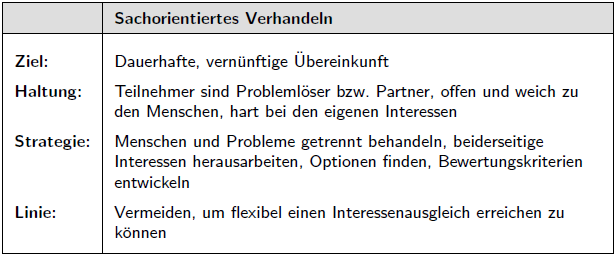 Sachorientiertes Verhandeln
Ziel: Dauerhafte, vernünftige Übereinkunft
Haltung: Teilnehmer sind Problemlöser bzw. Partner, offen und weich zu
den Menschen, hart bei den eigenen Interessen
Strategie: Menschen und Probleme getrennt behandeln, beiderseitige
Interessen herausarbeiten, Optionen finden, Bewertungskriterien
entwickeln
Linie: Vermeiden, um flexibel einen Interessenausgleich erreichen zu
können